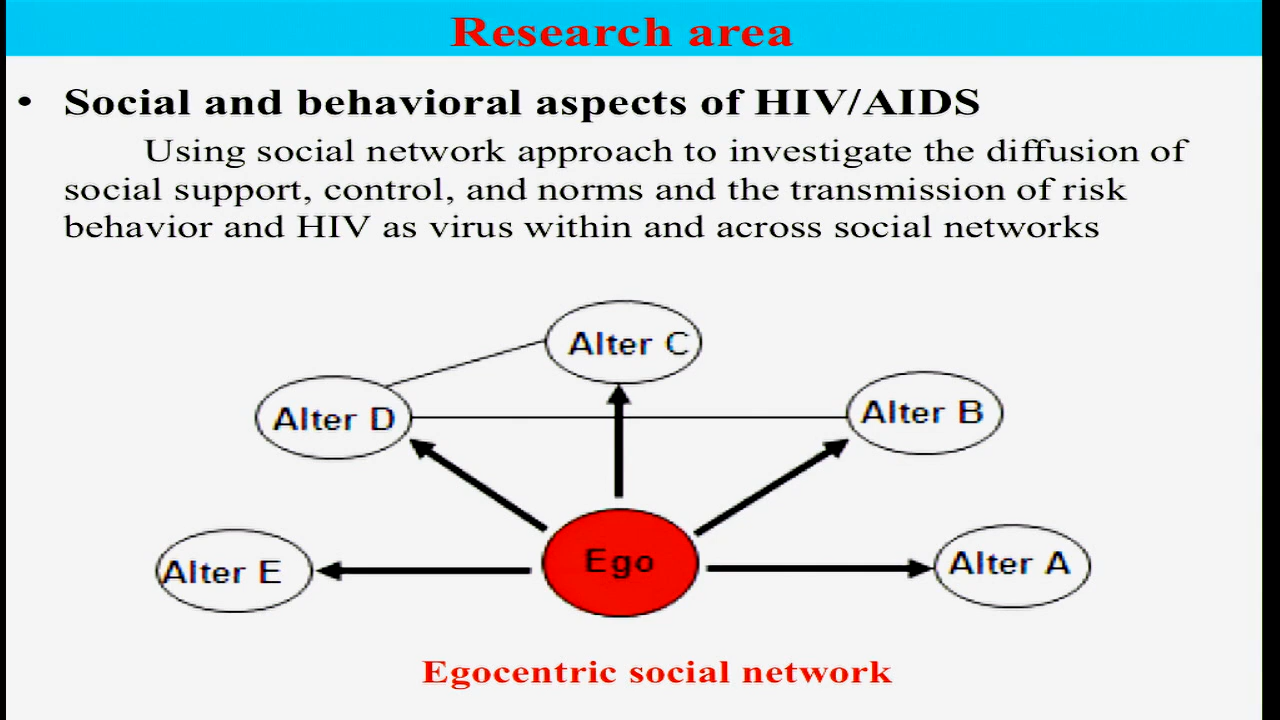 Research area
• Social and behavioral aspects of HIV/AIDS
Using social network approach to investigate the diffusion of
social support, control, and norms and the transmission of risk
behavior and HIV as virus within and across social networks
Alter C
Alter D
Alter B
Alter E
Ego
Alter A
Egocentric social network